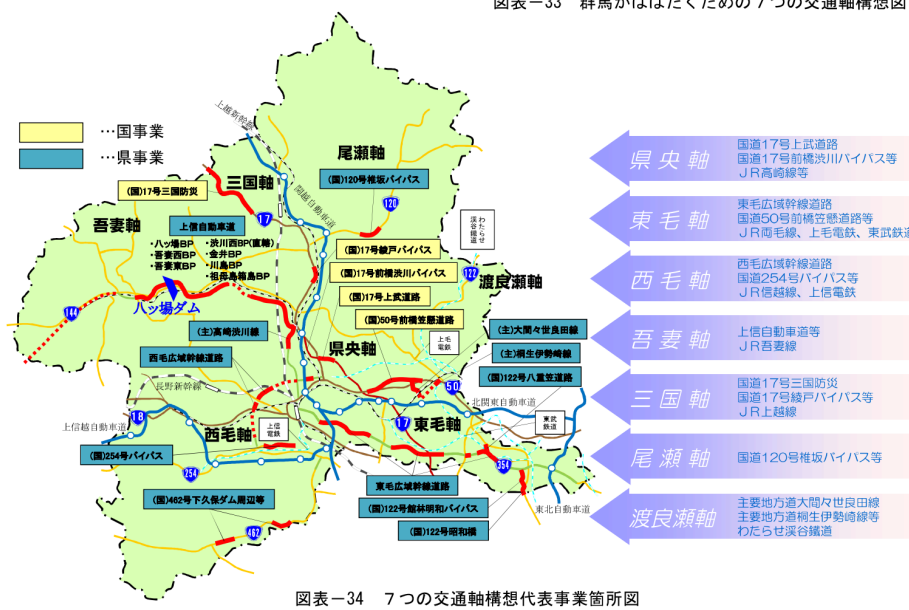 図表－33　群馬がはばたくための７つの交通軸構想図
…国事業
…県事業
上越新幹線
尾瀬軸
(国)120号椎坂バイパス
三国軸
(国)17号三国防災
関越自動車道
17
120
わたらせ
渓谷鐵道
吾妻軸
上信自動車道
・八ッ場BP
・吾妻西BP
・吾妻東BP
・渋川西BP(直轄)
・金井BP
・川島BP
・祖母島箱島BP
(国)17号綾戸バイパス
(国)17号前橋渋川バイパス
渡良瀬軸
122
(国)17号上武道路
八ッ場ダム
144
(国)50号前橋笠懸道路
(主)高崎渋川線
(主)大間々世良田線
上毛
電鉄
県央軸
西毛広域幹線道路
(主)桐生伊勢崎線
(国)122号八重笠道路
長野新幹線
50
北関東自動車道
18
上信越自動車道
西毛軸
上信
電鉄
17
東毛軸
東武
鉄道
(国)254号バイパス
254
354
東毛広域幹線道路
(国)462号下久保ダム周辺等
(国)122号館林明和バイパス
東北自動車道
462
(国)122号昭和橋
県央軸
国道17号上武道路
国道17号前橋渋川バイパス等
ＪＲ高崎線等
東毛軸
東毛広域幹線道路
国道50号前橋笠懸道路等
ＪＲ両毛線、上毛電鉄、東武鉄道
西毛軸
西毛広域幹線道路
国道254号バイパス等
ＪＲ信越線、上信電鉄
吾妻軸
上信自動車道等
ＪＲ吾妻線
三国軸
国道17号三国防災
国道17号綾戸バイパス等
ＪＲ上越線
尾瀬軸
国道120号椎坂バイパス等
渡良瀬軸
主要地方道大間々世良田線
主要地方道桐生伊勢崎線等
わたらせ渓谷鐵道
図表－34　７つの交通軸構想代表事業箇所図